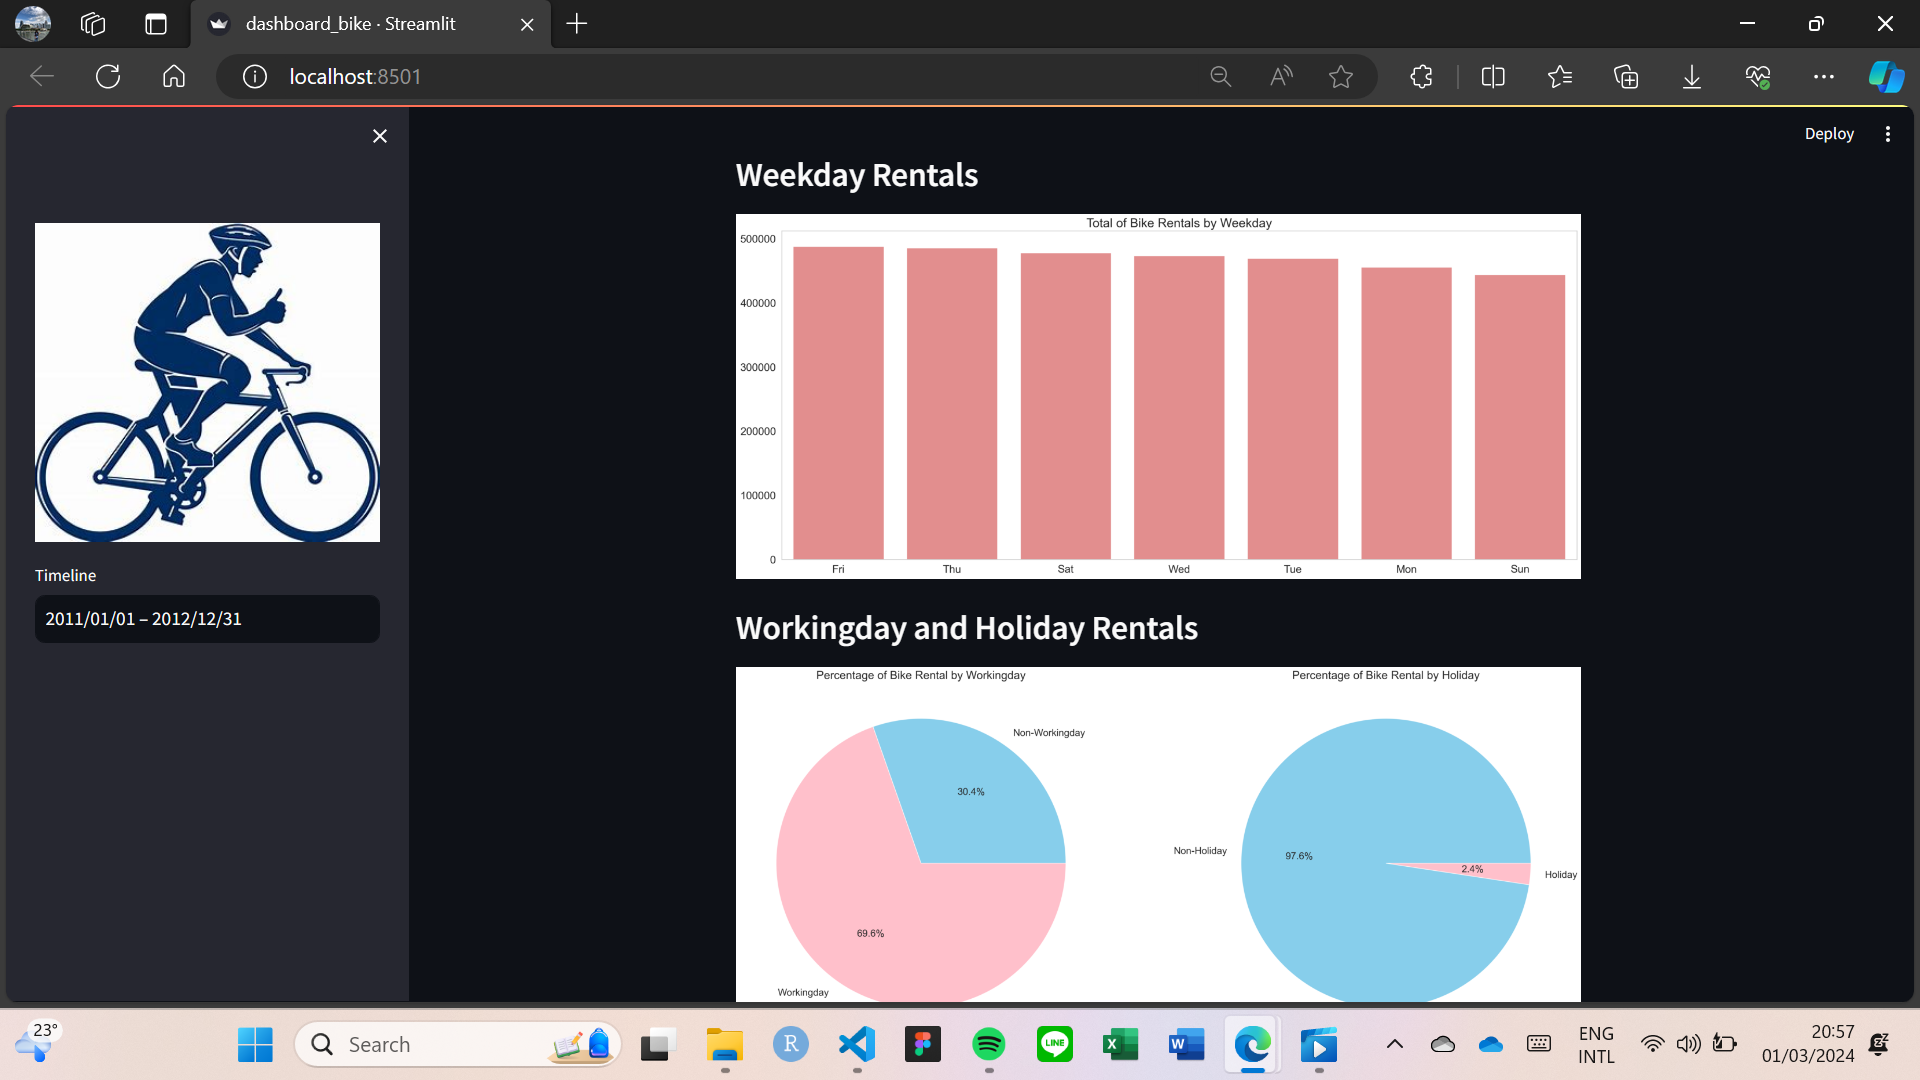 dashboard_bike · Streamlit
localhost:8501
Deploy
Timeline
2011/01/01 – 2012/12/31
Weekday Rentals
Total of Bike Rentals by Weekday
500000
400000
300000
200000
100000
0
Fri Thu Sat Wed Tue Mon Sun
Workingday and Holiday Rentals
Percentage of Bike Rental by Workingday
Non-Workingday
30.4%
69.6%
Workingday
Percentage of Bike Rental by Holiday
Non-Holiday
97.6%
2.4%
Holiday
23°
Search
R
LINE
X
W
ENG
INTL
20:57
01/03/2024